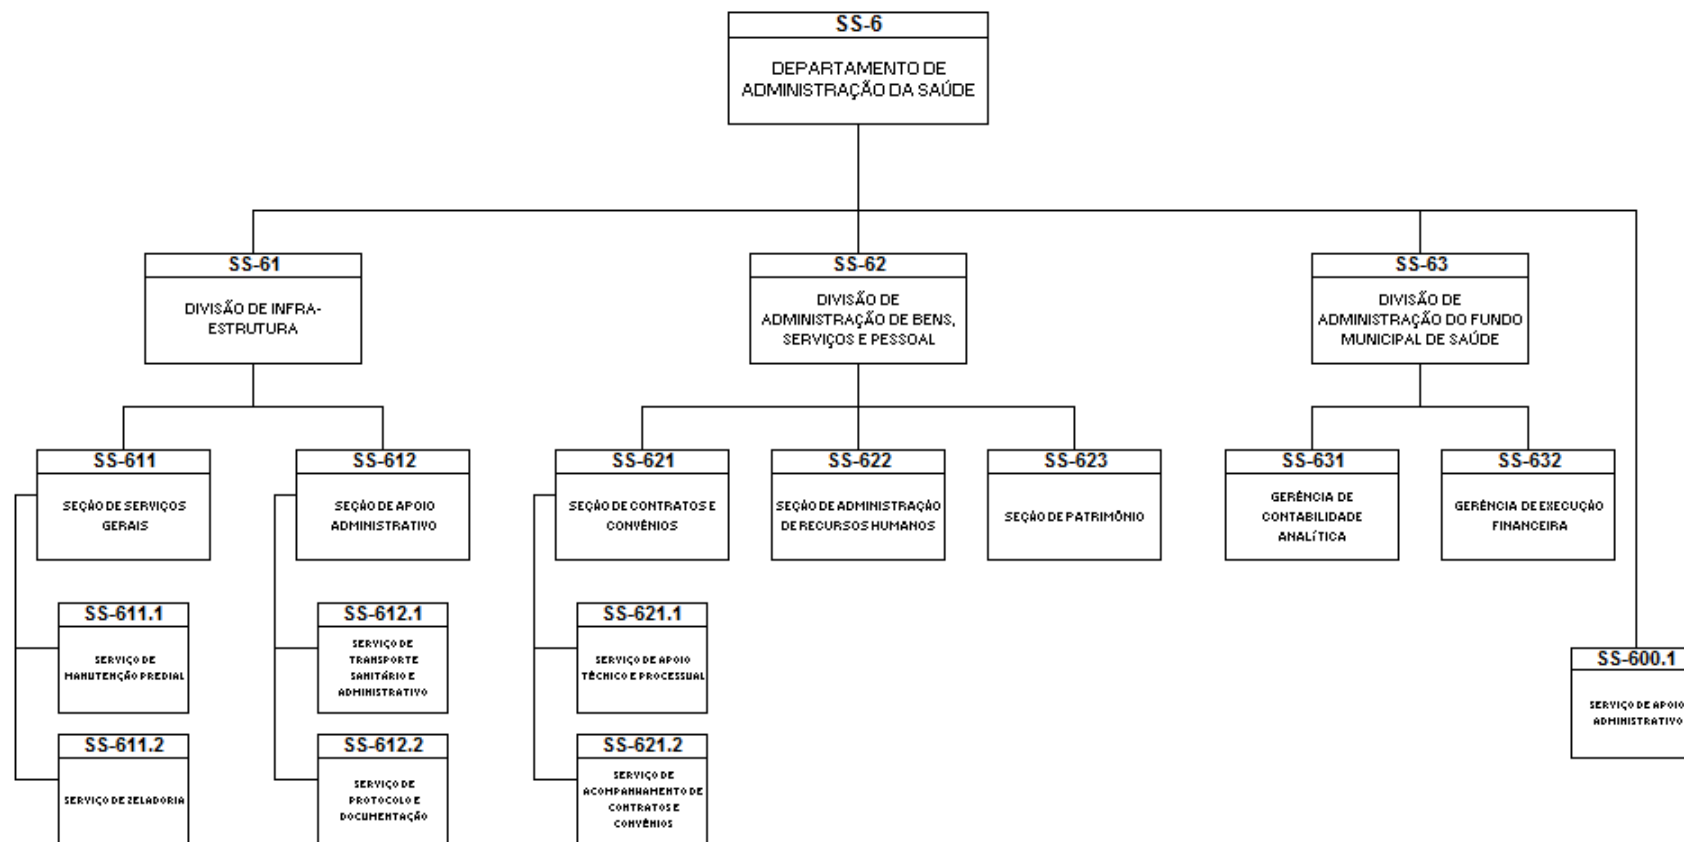 SS-6
DEPARTAMENTO DE
ADMINISTRAÇÃO DA SAÚDE
SS-61
DIVISÃO DE INFRA-
ESTRUTURA
SS-62
DIVISÃO DE
ADMINISTRAÇÃO DE BENS,
SERVIÇOS E PESSOAL
SS-63
DIVISÃO DE
ADMINISTRAÇÃO DO FUNDO
MUNICIPAL DE SAÚDE
SS-611
SEÇÃO DE SERVIÇOS
GERAIS
SS-612
SEÇÃO DE APOIO
ADMINISTRATIVO
SS-621
SEÇÃO DE CONTRATOS E
CONVÊNIOS
SS-622
SEÇÃO DE ADMINISTRAÇÃO
DE RECURSOS HUMANOS
SS-623
SEÇÃO DE PATRIMÔNIO
SS-631
GERÊNCIA DE
CONTABILIDADE
ANALÍTICA
SS-632
GERÊNCIA DE EXECUÇÃO
FINANCEIRA
SS-611.1
SERVIÇO DE
MANUTENÇÃO PREDIAL
SS-612.1
SERVIÇO DE
TRANSPORTE
SANITÁRIO E
ADMINISTRATIVO
SS-621.1
SERVIÇO DE APOIO
TÉCNICO E PROCESSUAL
SS-600.1
SERVIÇO DE APOIO
ADMINISTRATIVO
SS-611.2
SERVIÇO DE ZELADORIA
SS-612.2
SERVIÇO DE
PROTOCOLO E
DOCUMENTAÇÃO
SS-621.2
SERVIÇO DE
ACOMPANHAMENTO DE
CONTRATOS E
CONVÊNIOS